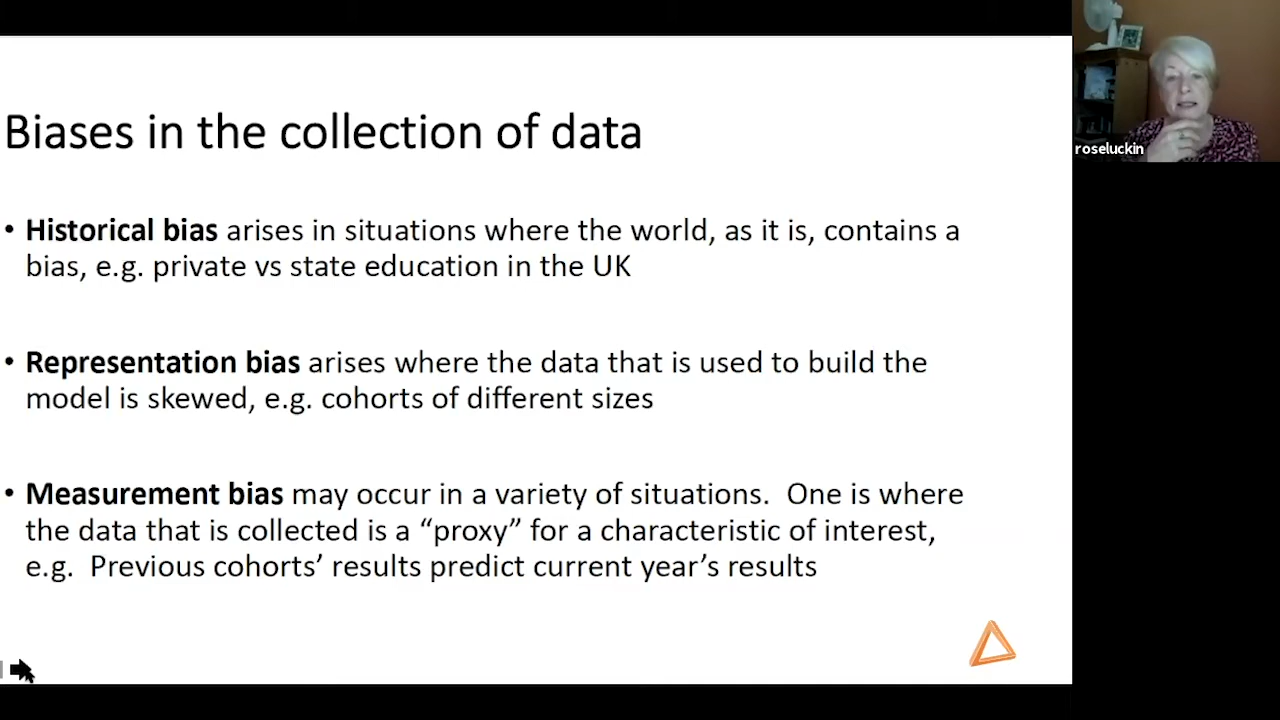 Biases in the collection of data
• Historical bias arises in situations where the world, as it is, contains a
bias, e.g. private vs state education in the UK
• Representation bias arises where the data that is used to build the
model is skewed, e.g. cohorts of different sizes
• Measurement bias may occur in a variety of situations.  One is where
the data that is collected is a “proxy” for a characteristic of interest,
e.g.  Previous cohorts’ results predict current year’s results
roseluckin